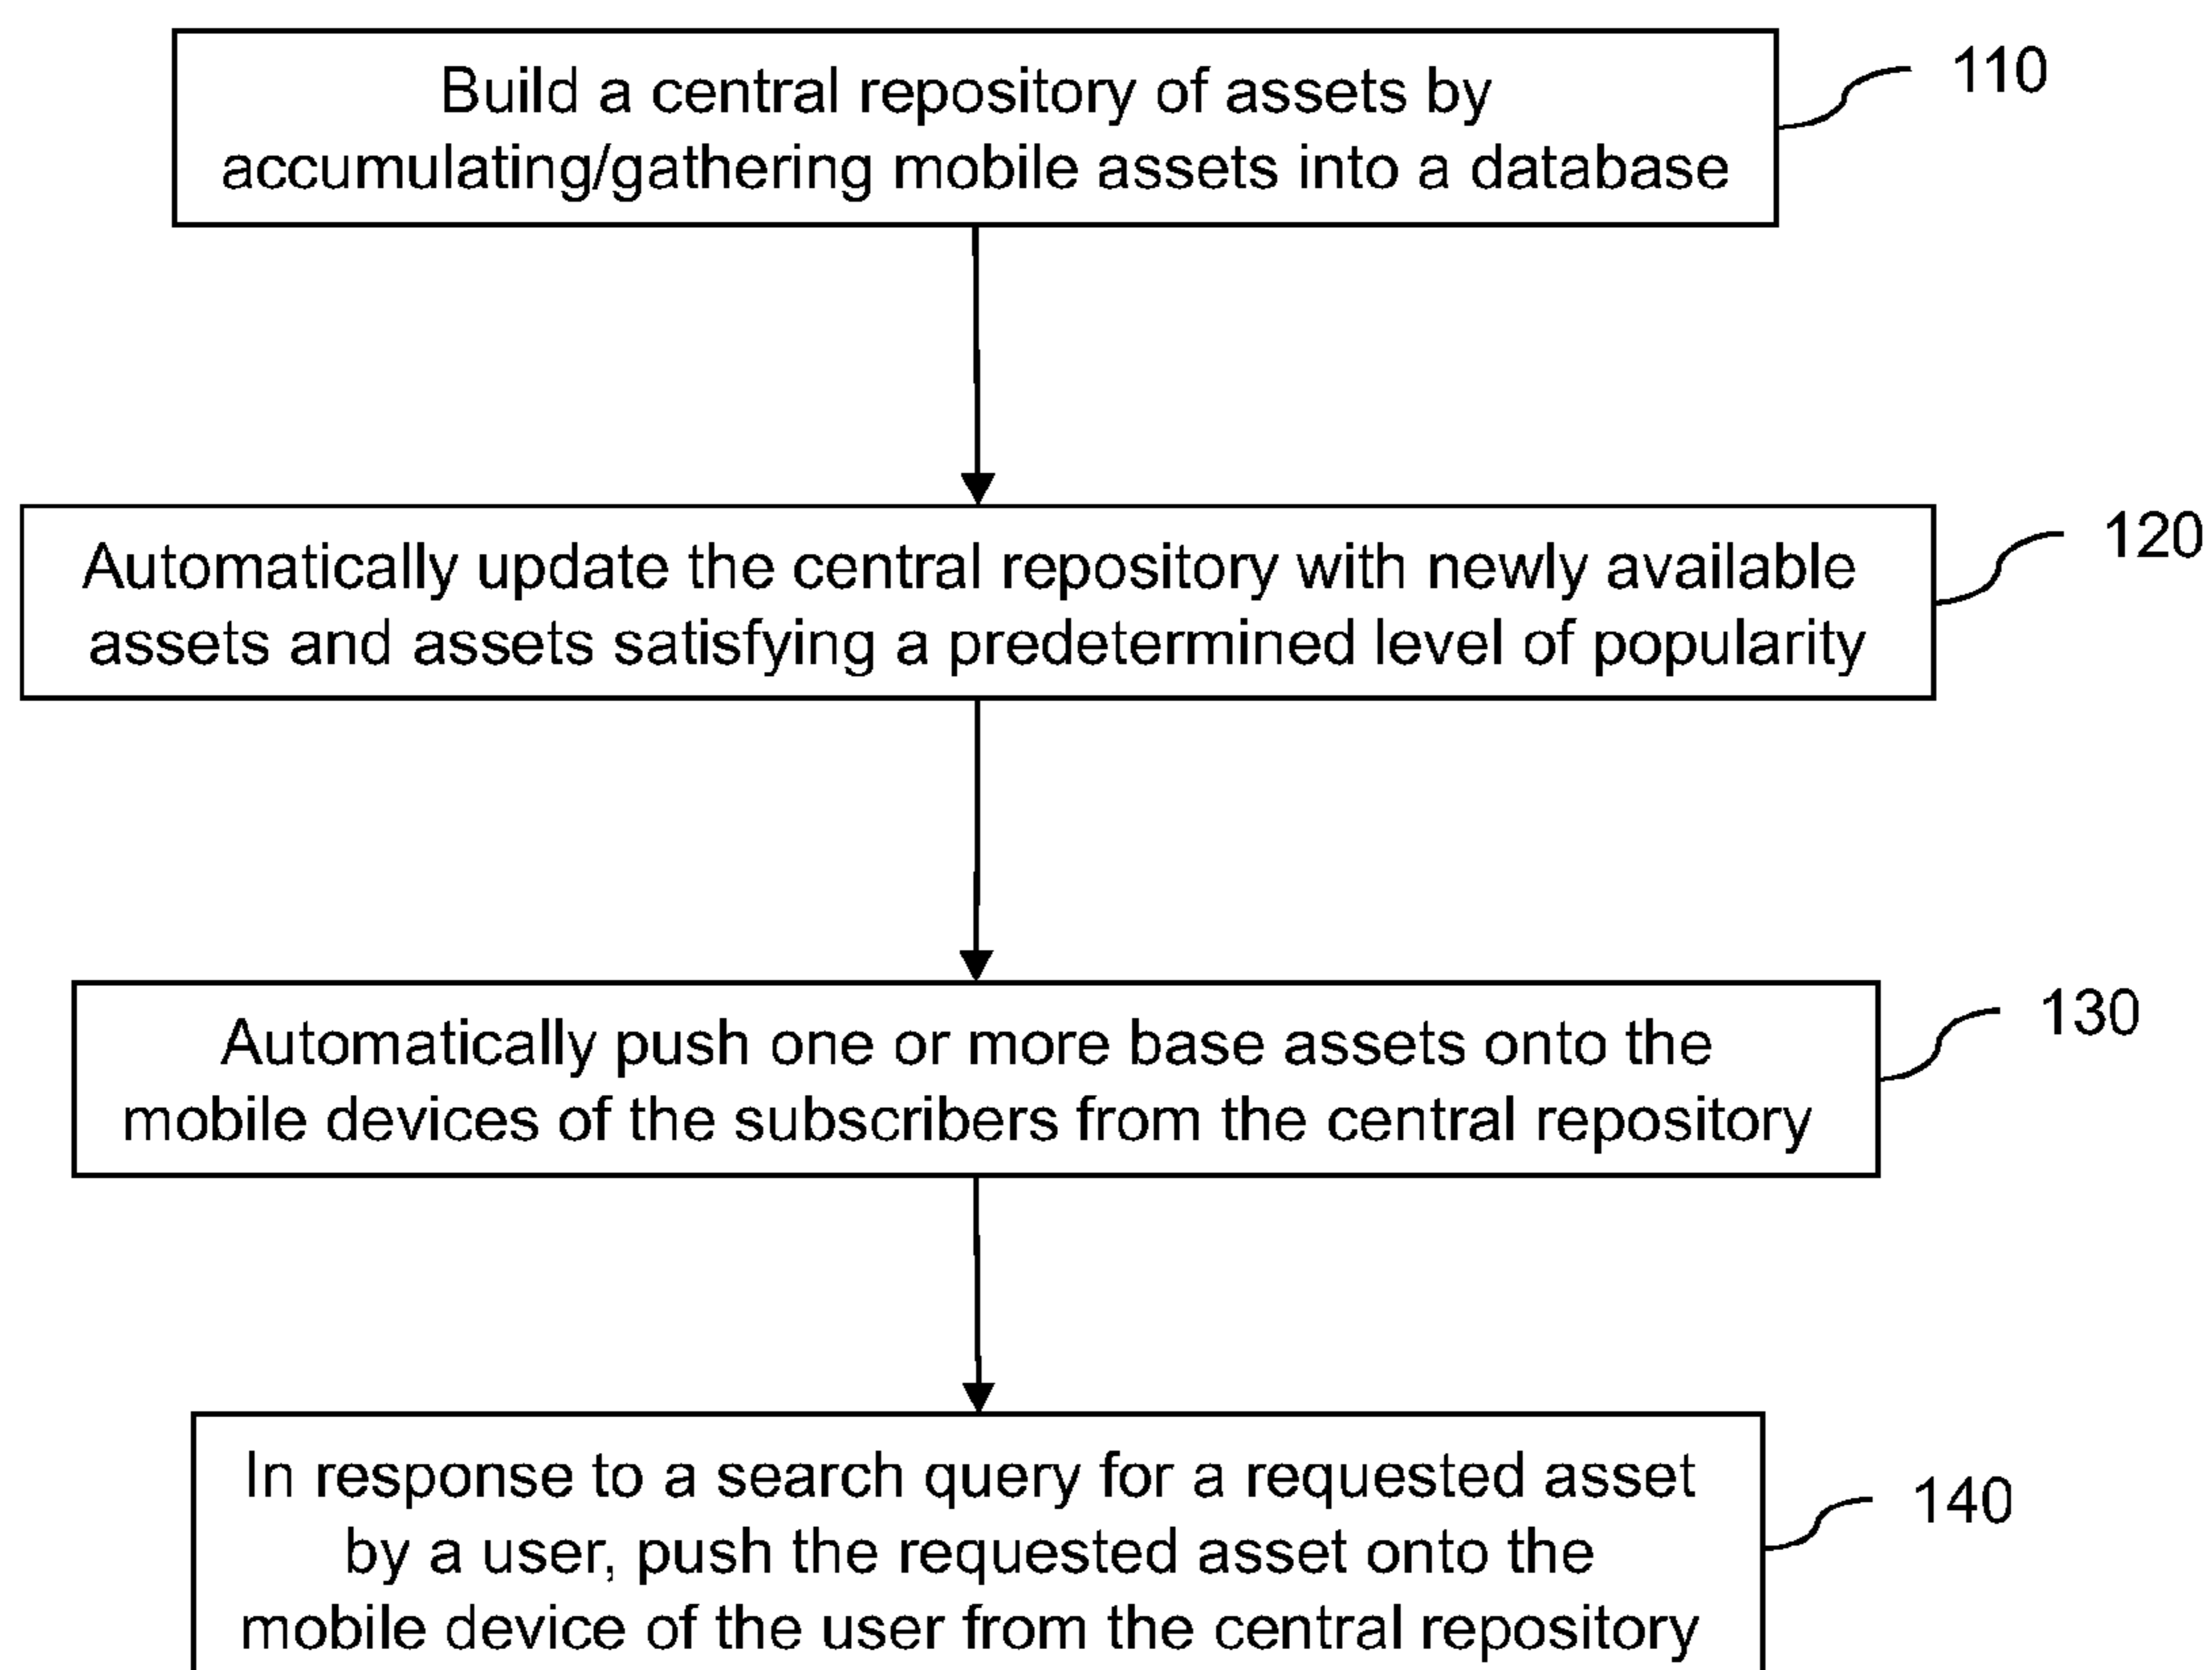 Build a central repository of assets by
accumulating/gathering mobile assets into a database
110
Automatically update the central repository with newly available
assets and assets satisfying a predetermined level of popularity
120
Automatically push one or more base assets onto the
mobile devices of the subscribers from the central repository
130
In response to a search query for a requested asset
by a user, push the requested asset onto the
mobile device of the user from the central repository
140